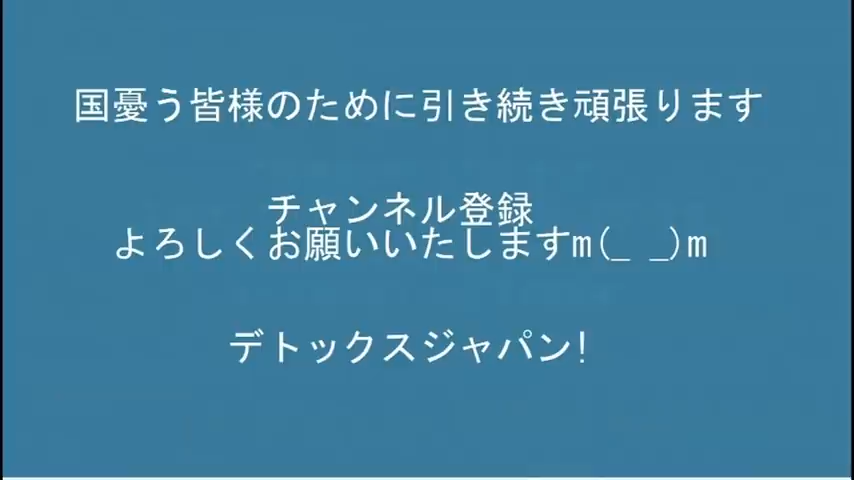 国憂う皆様のために引き続き頑張ります
チャンネル登録
よろしくお願いいたしますm(_ _)m
デトックスジャパン!